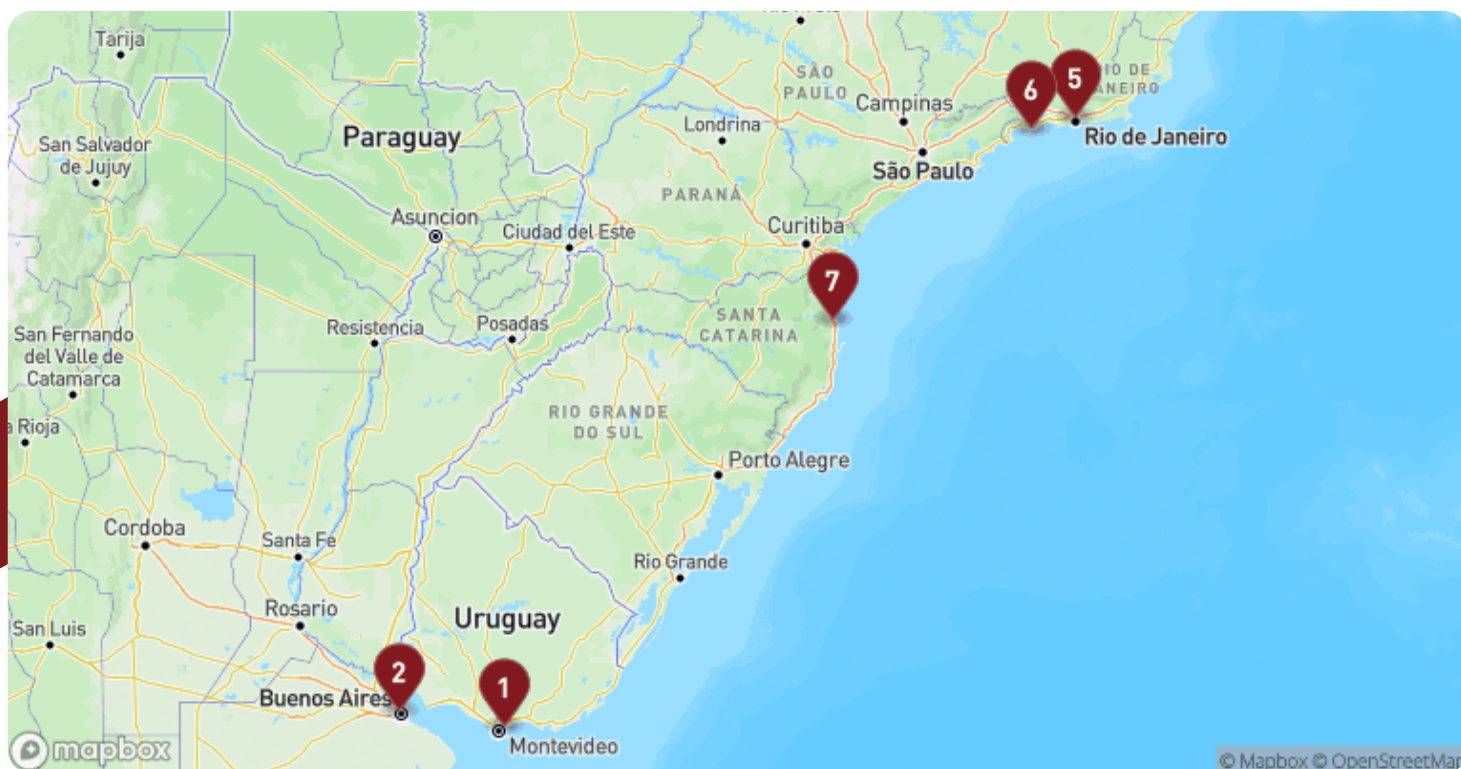 Tarija
SÃO
PAULO
RIO DE
JANEIRO
6
5
Campinas
Londrina
Rio de Janeiro
Paraguay
San Salvador
de Jujuy
São Paulo
PARANÁ
Asuncion
Ciudad del Este
Curitiba
7
Resistencia
Posadas
SANTA
CATARINA
San Fernando
del Valle de
Catamarca
RIO GRANDE
DO SUL
a Rioja
Porto Alegre
Cordoba
Santa Fe
Rio Grande
Rosario
Uruguay
San Luis
2
1
Buenos Aires
Montevideo
mapbox
© Mapbox © OpenStreetMap